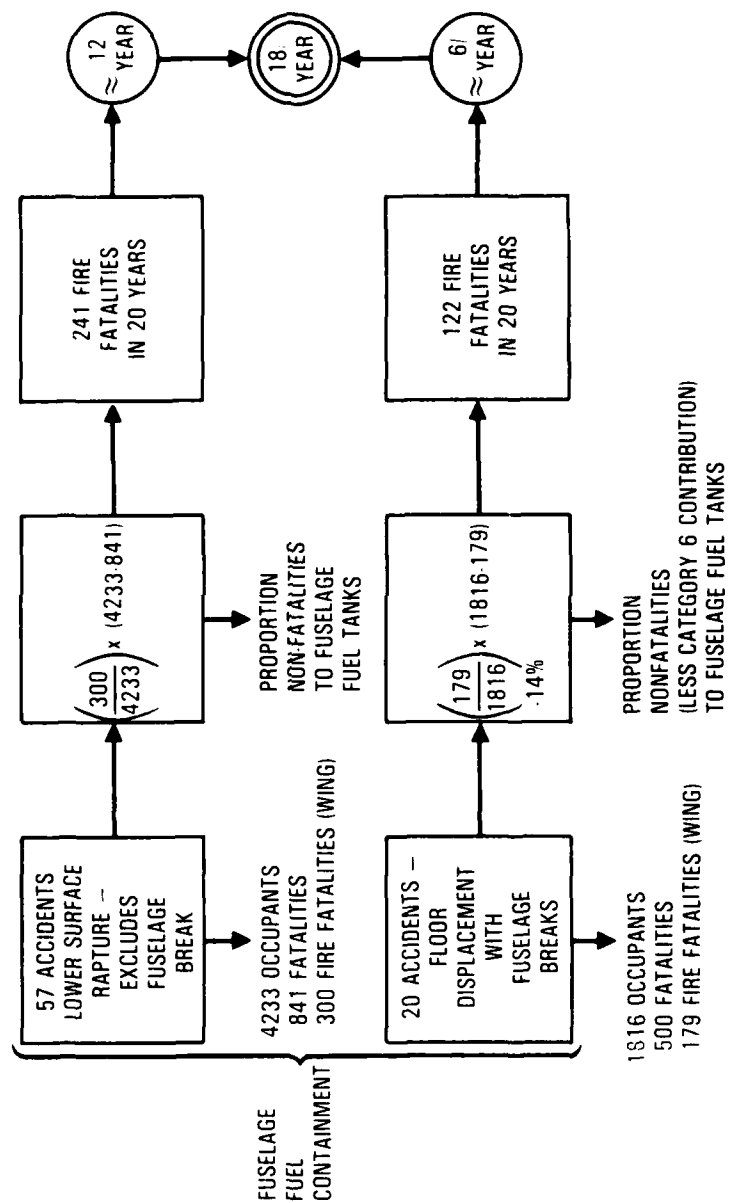 FUSELAGE
FUEL
CONTAINMENT
57 ACCIDENTS
LOWER SURFACE
RAPTURE –
EXCLUDES
FUSELAGE
BREAK
4233 OCCUPANTS
841 FATALITIES
300 FIRE FATALITIES (WING)
(300/4233) x (4233-841)
PROPORTION
NON-FATALITIES
TO FUSELAGE
FUEL TANKS
241 FIRE
FATALITIES
IN 20 YEARS
≈ 12
YEAR
18
YEAR
20 ACCIDENTS –
FLOOR
DISPLACEMENT
WITH
FUSELAGE
BREAKS
1816 OCCUPANTS
500 FATALITIES
179 FIRE FATALITIES (WING)
(179/1816) x (1816-179)
.14%
PROPORTION
NONFATALITIES
(LESS CATEGORY 6 CONTRIBUTION)
TO FUSELAGE FUEL TANKS
122 FIRE
FATALITIES
IN 20 YEARS
≈ 6/
YEAR